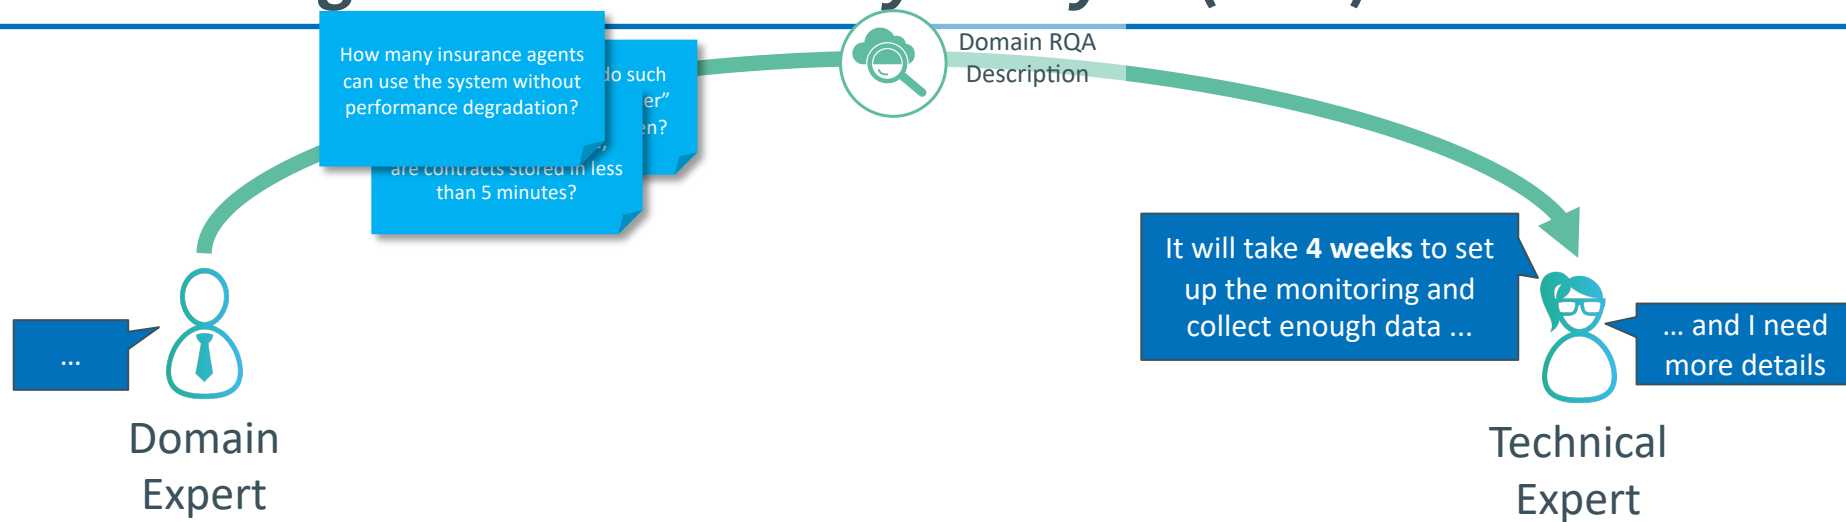 How many insurance agents
can use the system without
performance degradation?
do such
er”
en?
are contracts stored in less
than 5 minutes?
Domain RQA
Description
It will take 4 weeks to set
up the monitoring and
collect enough data ...
... and I need
more details
...
Domain
Expert
Technical
Expert